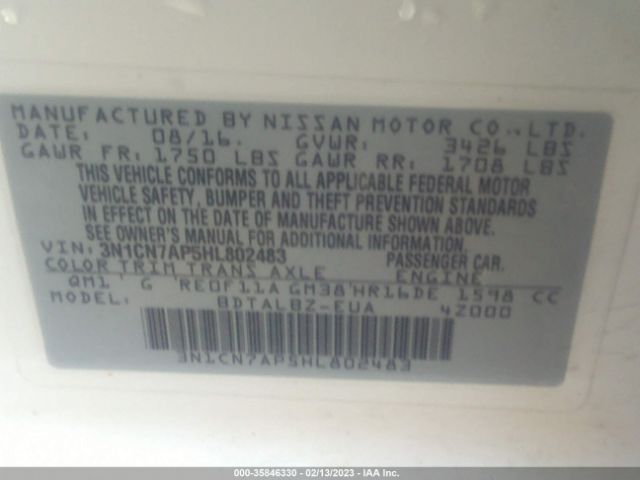 MANUFACTURED BY NISSAN MOTOR CO., LTD.
DATE: 08/16. GVWR: 3426 LBS
GAWR FR: 1750 LBS GAWR RR: 1708 LBS
THIS VEHICLE CONFORMS TO ALL APPLICABLE FEDERAL MOTOR
VEHICLE SAFETY, BUMPER, AND THEFT PREVENTION STANDARDS
IN EFFECT ON THE DATE OF MANUFACTURE SHOWN ABOVE.
SEE OWNER'S MANUAL FOR ADDITIONAL INFORMATION
VIN: 3N1CN7AP5HL802483 PASSENGER CAR.
COLOR TRIM TRANS AXLE ENGINE
QM1 G RE0F11A GM38 HR16DE 1598 CC
MODEL: BDTALBZ-EUA 4Z000
3N1CN7AP5HL802483
000-35846330 - 02/13/2023 - IAA Inc.